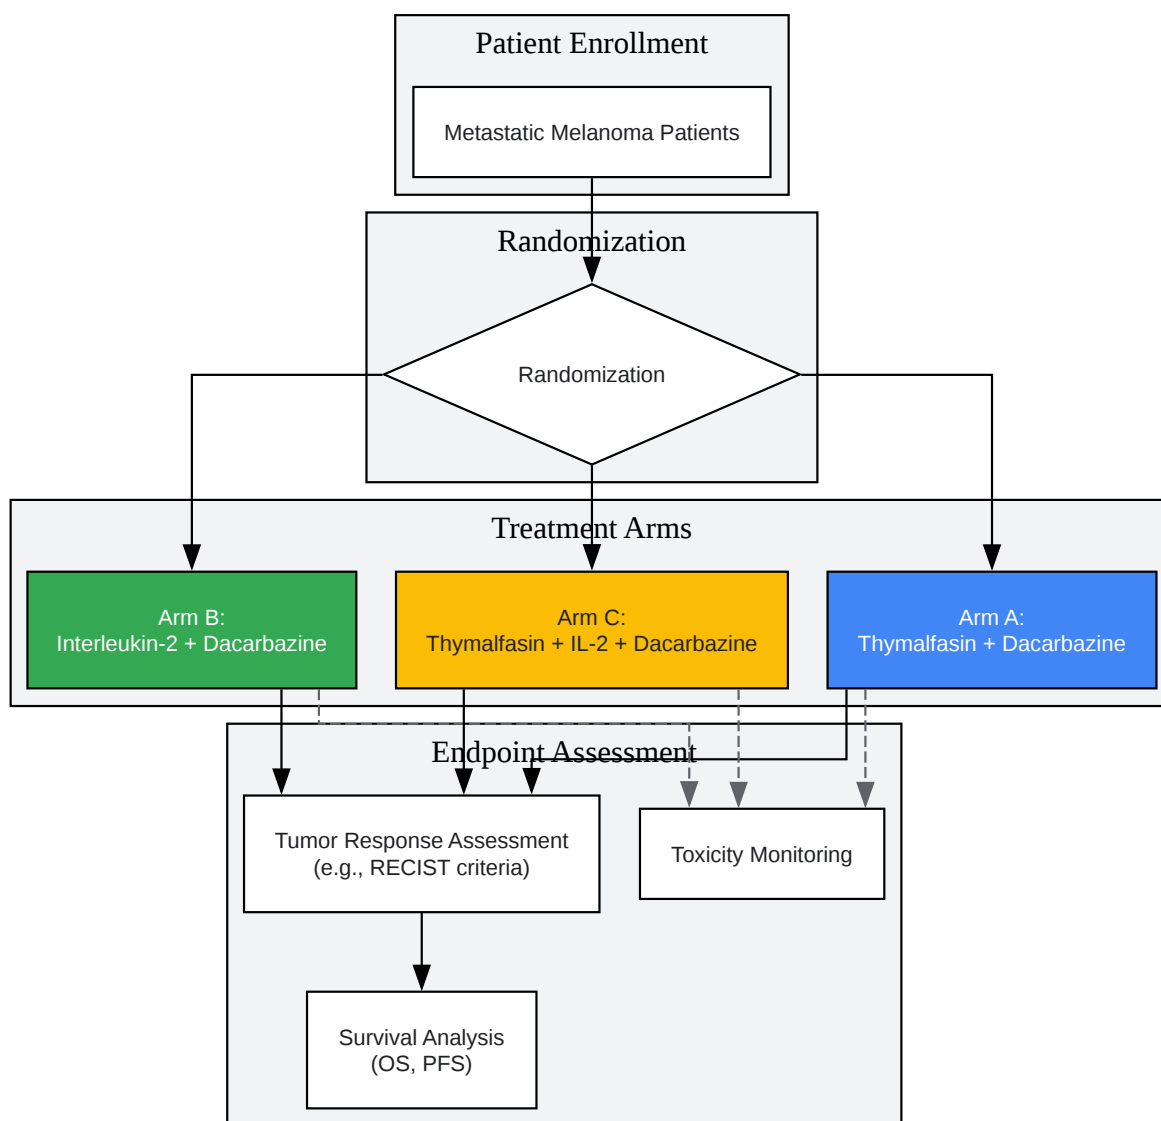 Patient Enrollment
Metastatic Melanoma Patients
Randomization
Randomization
Treatment Arms
Arm B:
Interleukin-2 + Dacarbazine
Arm C:
Thymalfasin + IL-2 + Dacarbazine
Arm A:
Thymalfasin + Dacarbazine
Endpoint Assessment
Tumor Response Assessment
(e.g., RECIST criteria)
Toxicity Monitoring
Survival Analysis
(OS, PFS)